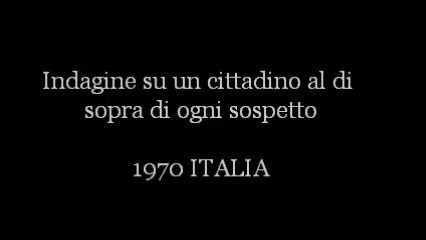 Indagine su un cittadino al di
sopra di ogni sospetto
1970 ITALIA